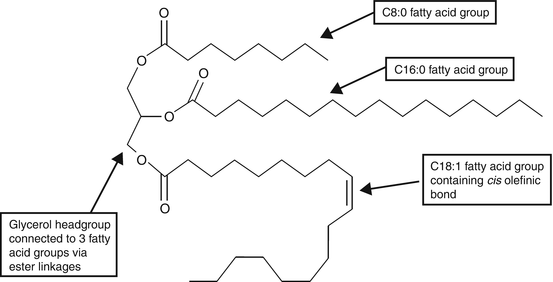 C8:0 fatty acid group
O
O
C16:0 fatty acid group
O
O
O
O
C18:1 fatty acid group
containing cis olefinic
bond
Glycerol headgroup
connected to 3 fatty
acid groups via
ester linkages